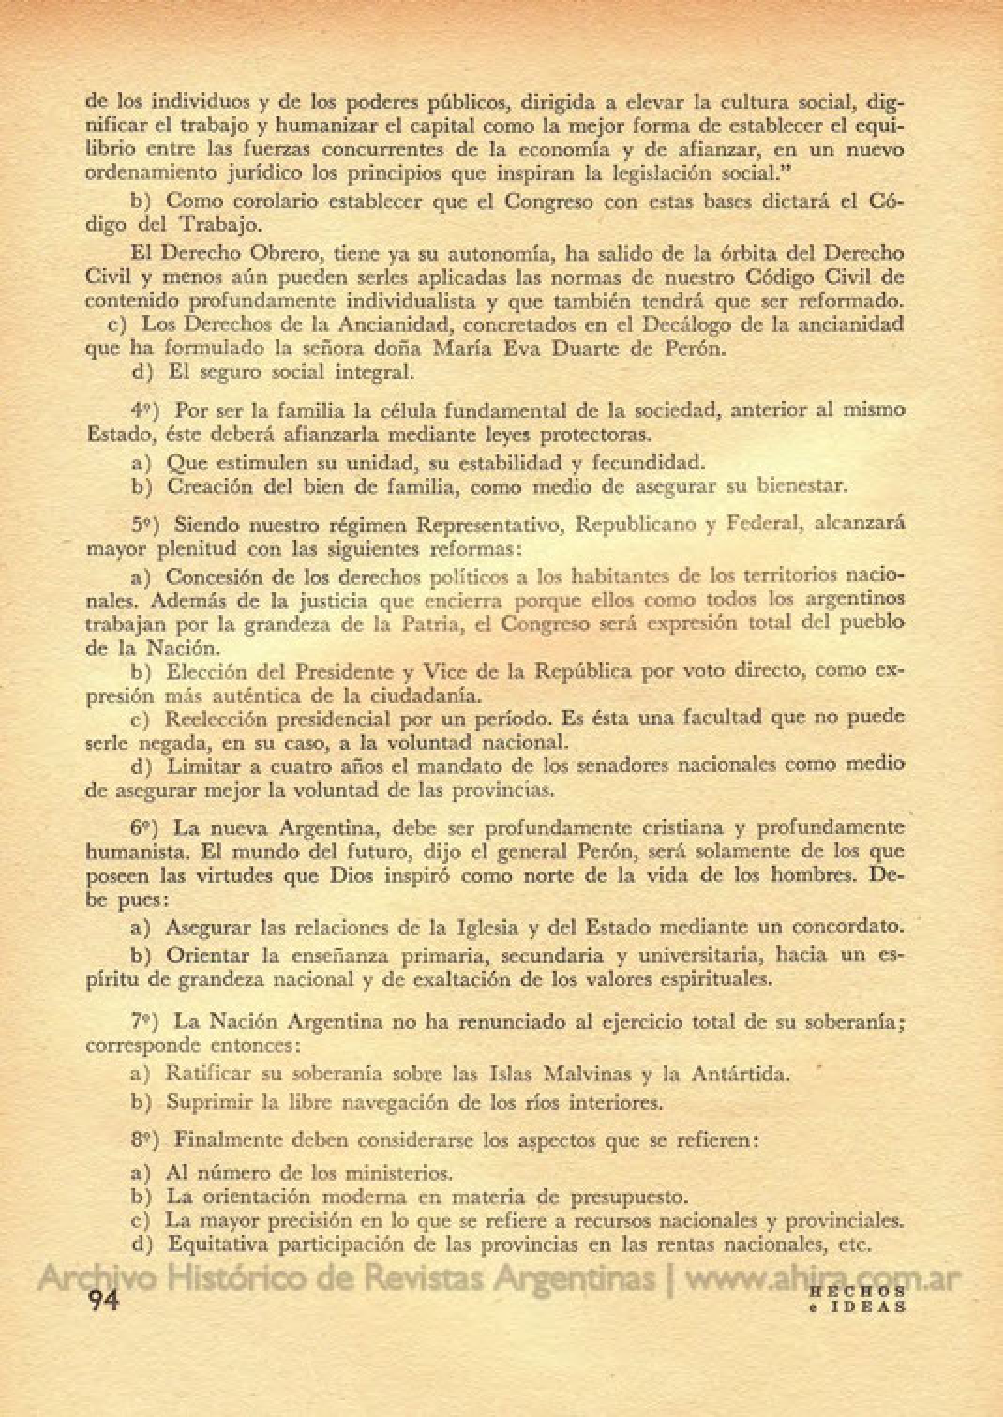 de los individuos y de los poderes públicos, dirigida a elevar la cultura social, dig-
nificar el trabajo y humanizar el capital como la mejor forma de establecer el equi-
librio entre las fuerzas concurrentes de la economía y de afianzar, en un nuevo
ordenamiento jurídico los principios que inspiran la legislación social.”
b) Como corolario establecer que el Congreso con estas bases dictará el Có-
digo del Trabajo.
El Derecho Obrero, tiene ya su autonomía, ha salido de la órbita del Derecho
Civil y menos aún pueden serles aplicadas las normas de nuestro Código Civil de
contenido profundamente individualista y que también tendrá que ser reformado.
c) Los Derechos de la Ancianidad, concretados en el Decálogo de la ancianidad
que ha formulado la señora doña María Eva Duarte de Perón.
d) El seguro social integral.
4º) Por ser la familia la célula fundamental de la sociedad, anterior al mismo
Estado, éste deberá afianzarla mediante leyes protectoras.
a) Que estimulen su unidad, su estabilidad y fecundidad.
b) Creación del bien de familia, como medio de asegurar su bienestar.
5º) Siendo nuestro régimen Representativo, Republicano y Federal, alcanzará
mayor plenitud con las siguientes reformas:
a) Concesión de los derechos políticos a los habitantes de los territorios nacio-
nales. Además de la justicia que encierra porque ellos como todos los argentinos
trabajan por la grandeza de la Patria, el Congreso será expresión total del pueblo
de la Nación.
b) Elección del Presidente y Vice de la República por voto directo, como ex-
presión más auténtica de la ciudadanía.
c) Reelección presidencial por un período. Es ésta una facultad que no puede
serle negada, en su caso, a la voluntad nacional.
d) Limitar a cuatro años el mandato de los senadores nacionales como medio
de asegurar mejor la voluntad de las provincias.
6º) La nueva Argentina, debe ser profundamente cristiana y profundamente
humanista. El mundo del futuro, dijo el general Perón, será solamente de los que
poseen las virtudes que Dios inspiró como norte de la vida de los hombres. De-
be pues:
a) Asegurar las relaciones de la Iglesia y del Estado mediante un concordato.
b) Orientar la enseñanza primaria, secundaria y universitaria, hacia un es-
píritu de grandeza nacional y de exaltación de los valores espirituales.
7º) La Nación Argentina no ha renunciado al ejercicio total de su soberanía;
corresponde entonces:
a) Ratificar su soberanía sobre las Islas Malvinas y la Antártida.
b) Suprimir la libre navegación de los ríos interiores.
8º) Finalmente deben considerarse los aspectos que se refieren:
a) Al número de los ministerios.
b) La orientación moderna en materia de presupuesto.
c) La mayor precisión en lo que se refiere a recursos nacionales y provinciales.
d) Equitativa participación de las provincias en las rentas nacionales, etc.
Archivo Histórico de Revistas Argentinas | www.ahira.com.ar
94
HECHOS
e IDEAS